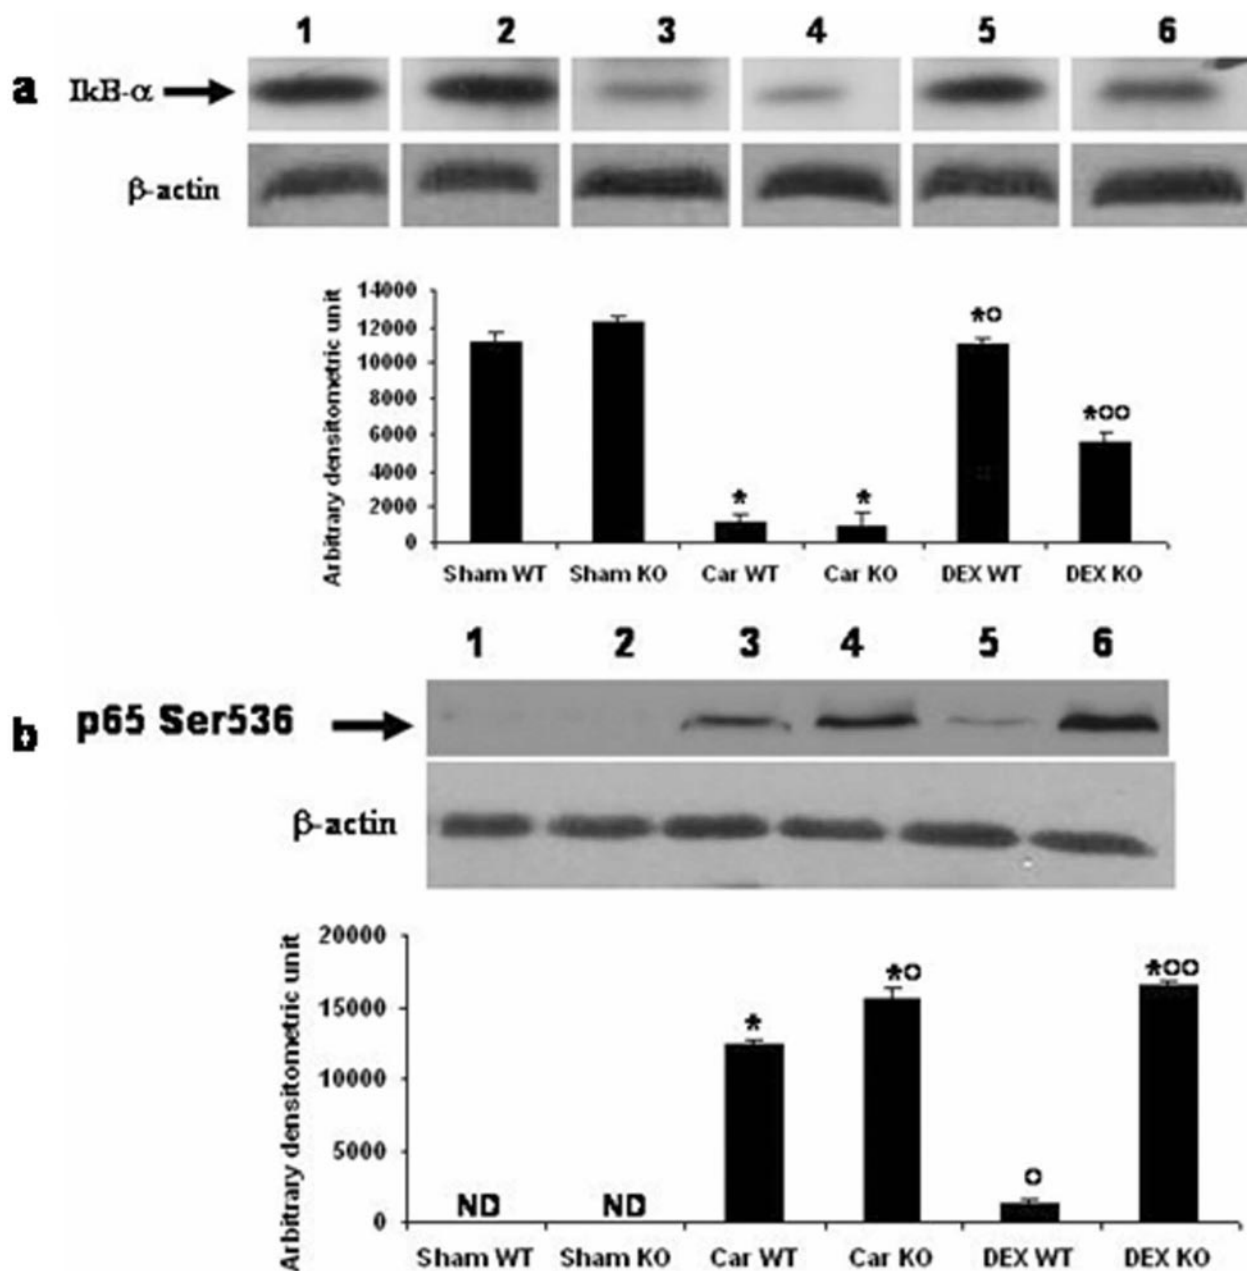 1 2 3 4 5 6
a IkB-α
β-actin
Arbitrary densitometric unit
14000
12000
10000
8000
6000
4000
2000
0
* * *o *oo
Sham WT Sham KO Car WT Car KO DEX WT DEX KO
1 2 3 4 5 6
b p65 Ser536
β-actin
Arbitrary densitometric unit
20000
15000
10000
5000
0
ND ND * *o o *oo
Sham WT Sham KO Car WT Car KO DEX WT DEX KO